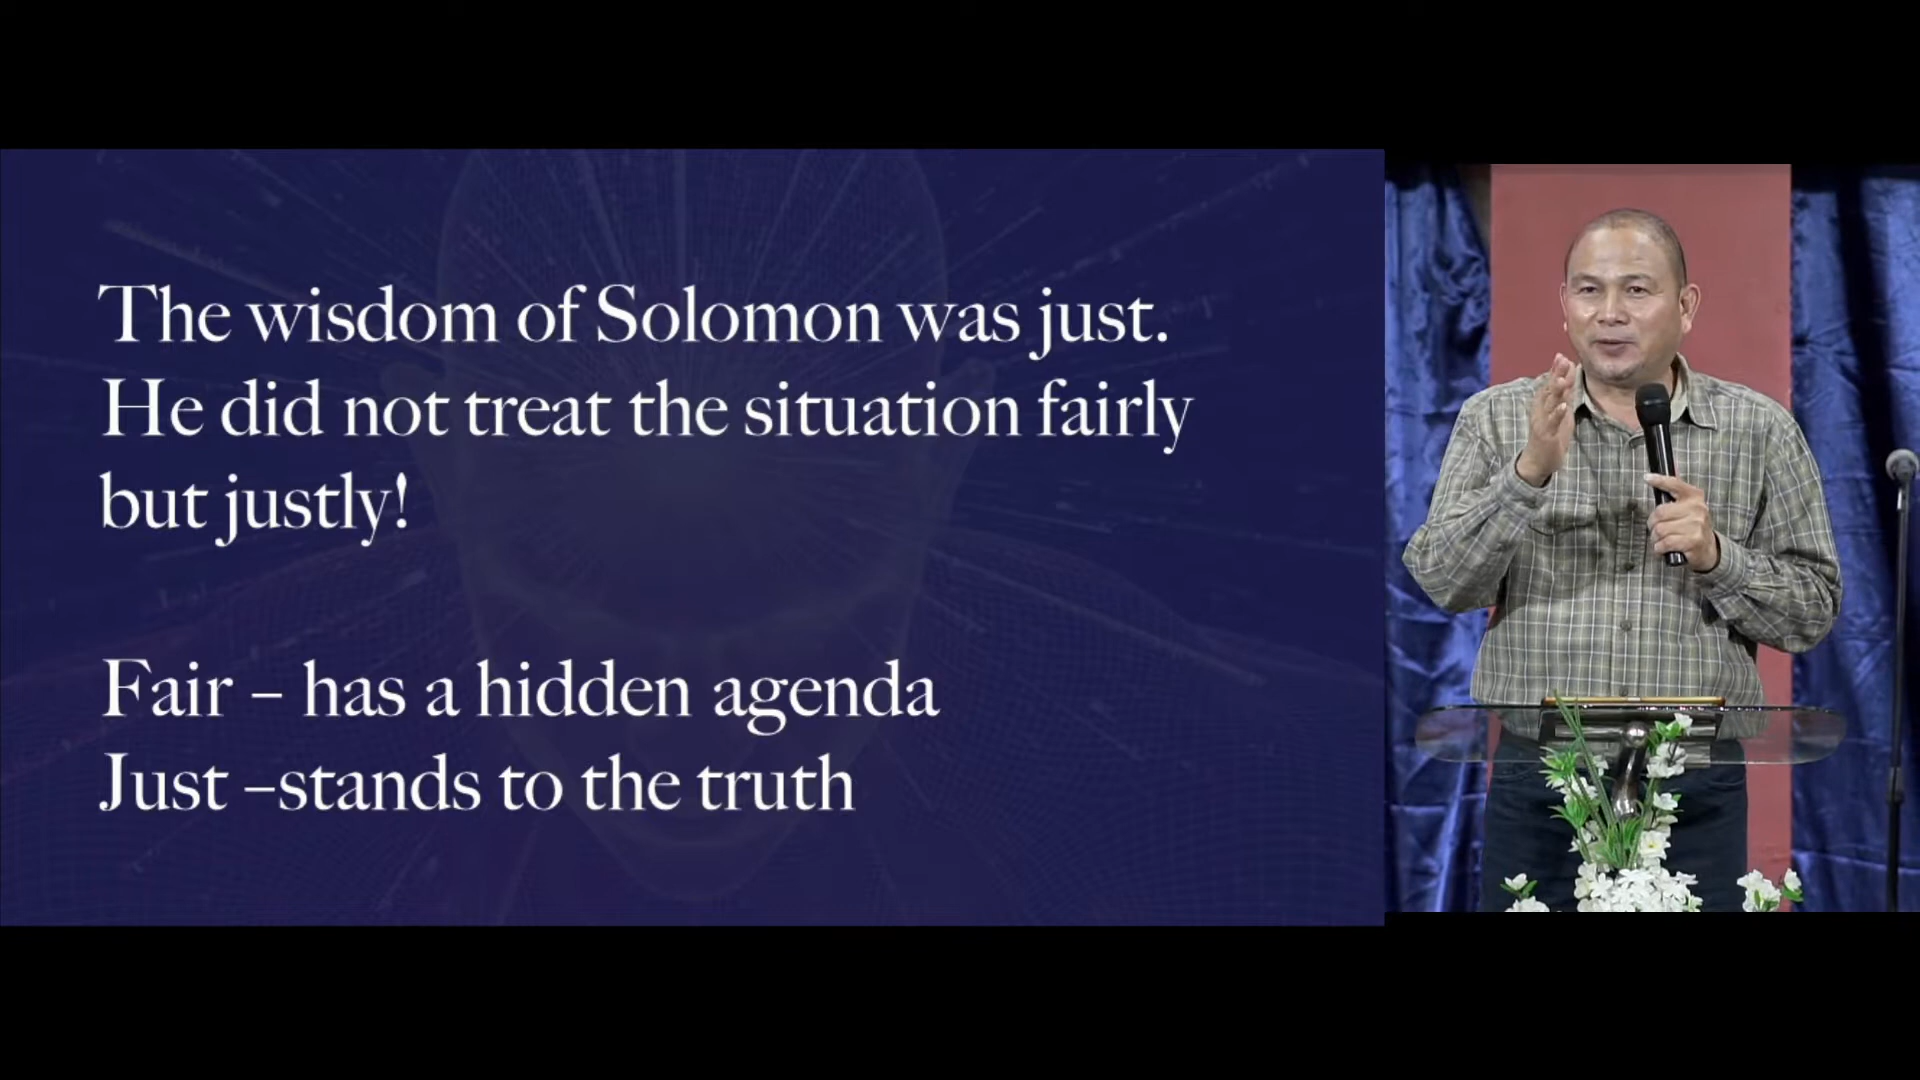 The wisdom of Solomon was just.
He did not treat the situation fairly
but justly!
Fair – has a hidden agenda
Just –stands to the truth